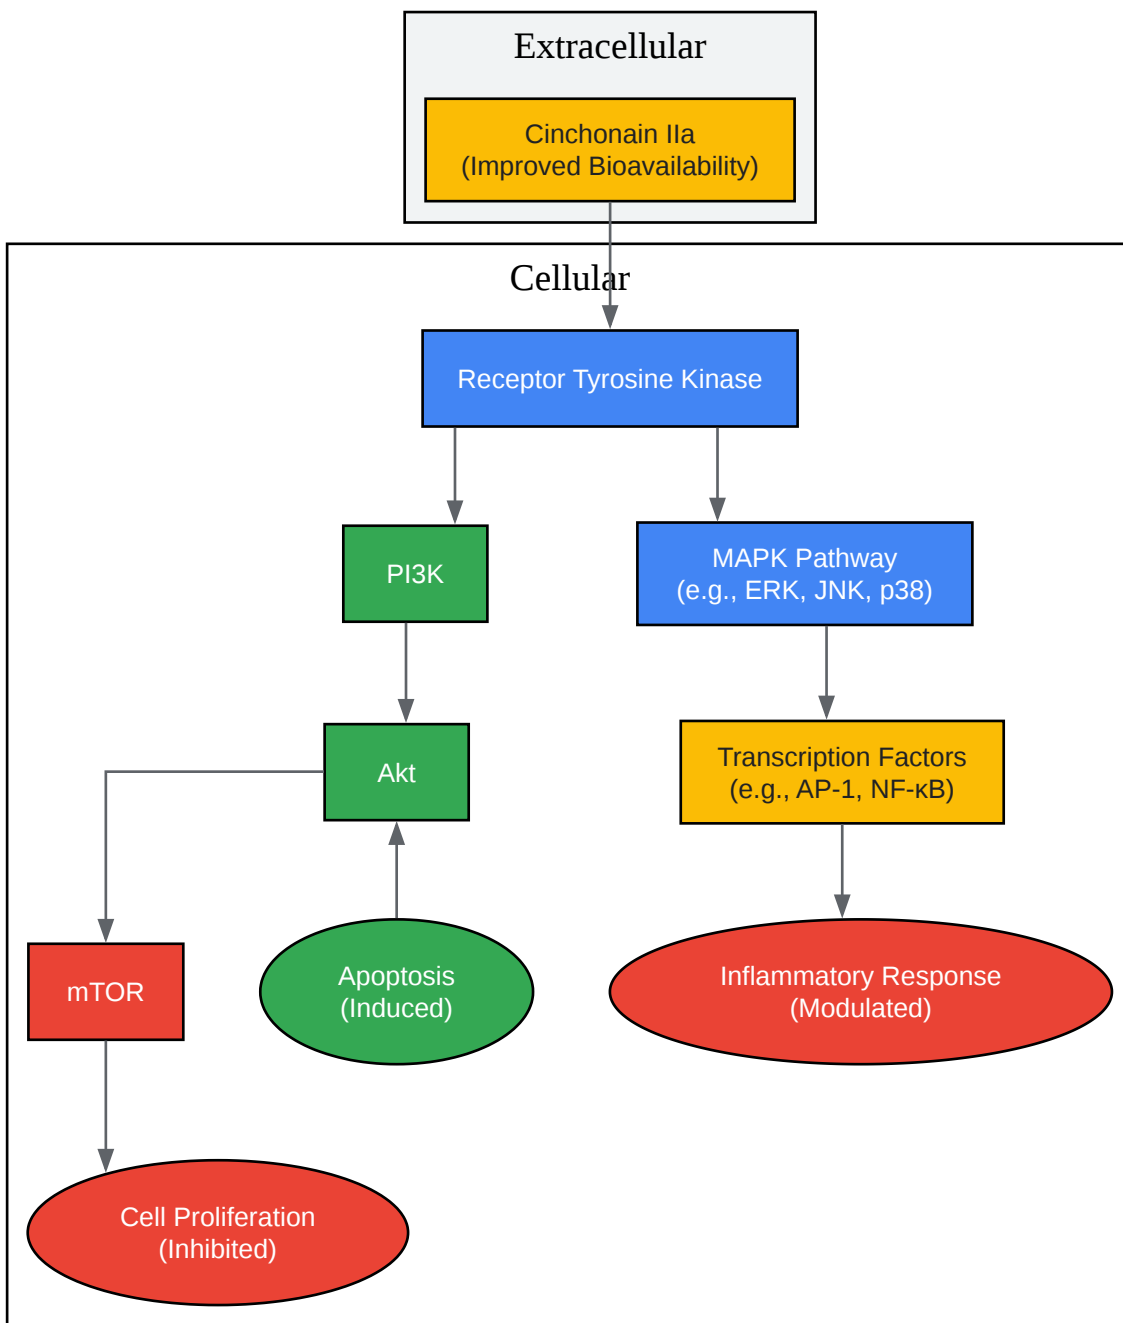 Extracellular
Cinchonain IIa
(Improved Bioavailability)
Cellular
Receptor Tyrosine Kinase
PI3K
MAPK Pathway
(e.g., ERK, JNK, p38)
Akt
Transcription Factors
(e.g., AP-1, NF-κB)
mTOR
Apoptosis
(Induced)
Inflammatory Response
(Modulated)
Cell Proliferation
(Inhibited)